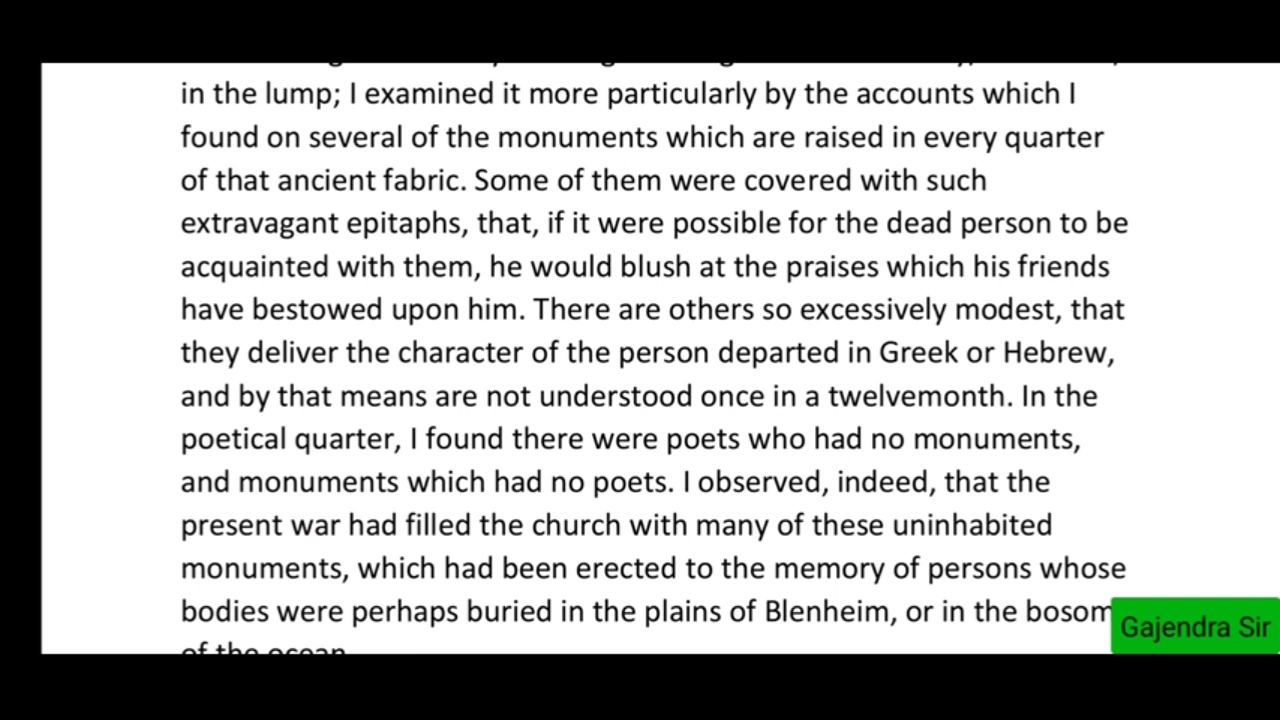 in the lump; I examined it more particularly by the accounts which I
found on several of the monuments which are raised in every quarter
of that ancient fabric. Some of them were covered with such
extravagant epitaphs, that, if it were possible for the dead person to be
acquainted with them, he would blush at the praises which his friends
have bestowed upon him. There are others so excessively modest, that
they deliver the character of the person departed in Greek or Hebrew,
and by that means are not understood once in a twelvemonth. In the
poetical quarter, I found there were poets who had no monuments,
and monuments which had no poets. I observed, indeed, that the
present war had filled the church with many of these uninhabited
monuments, which had been erected to the memory of persons whose
bodies were perhaps buried in the plains of Blenheim, or in the bosom
Gajendra Sir
of the ocean